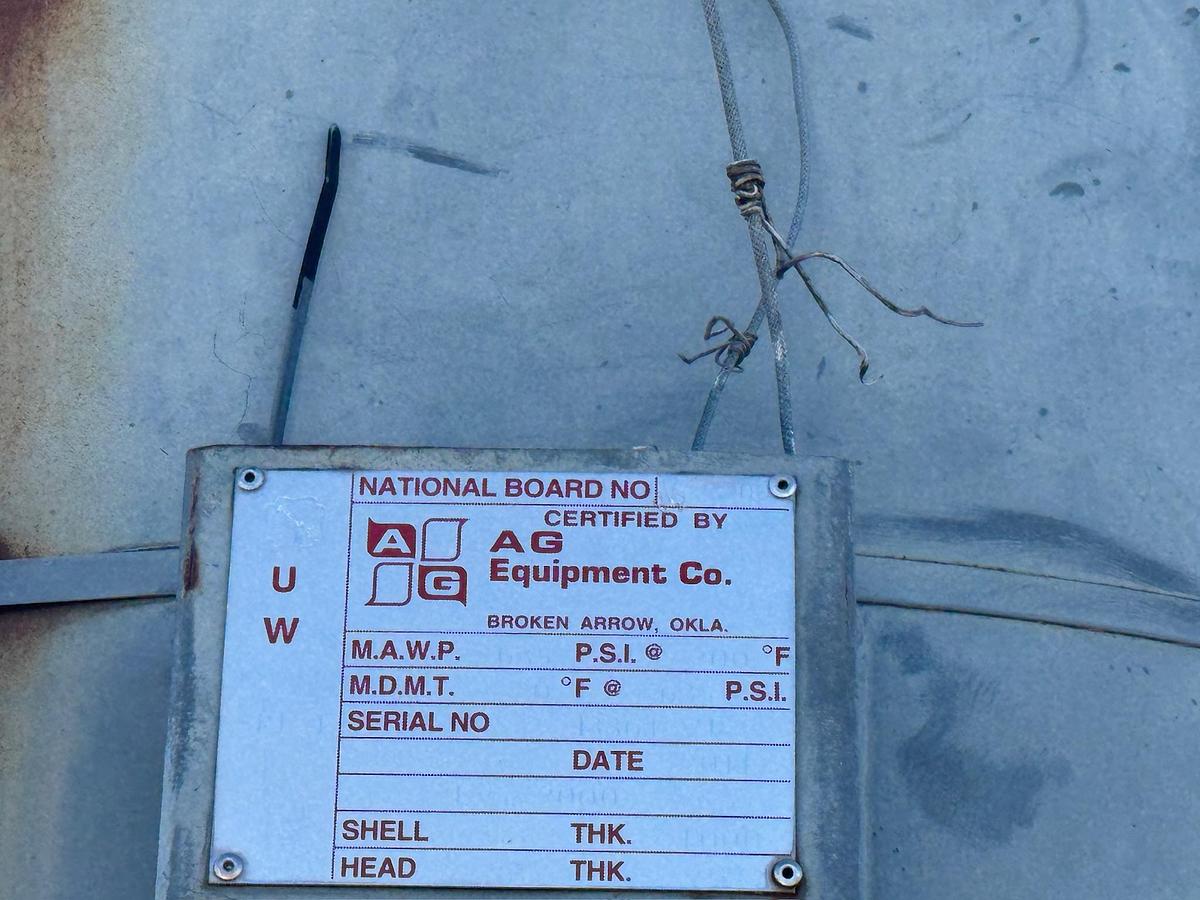 NATIONAL BOARD NO
CERTIFIED BY
A G
AG
Equipment Co.
BROKEN ARROW, OKLA.
U
W
M.A.W.P. P.S.I. @ °F
M.D.M.T. °F @ P.S.I.
SERIAL NO
DATE
SHELL THK.
HEAD THK.